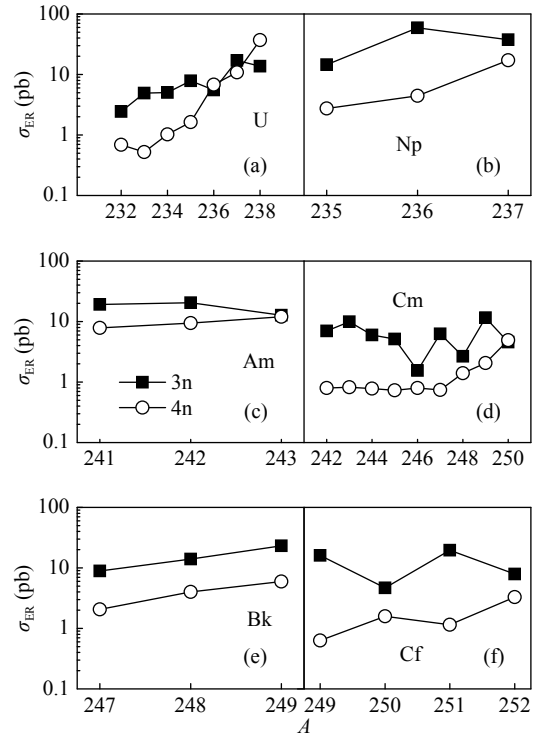 100
10
1
0.1
σER (pb)
U
(a)
Np
(b)
232 234 236 238
235 236 237
100
10
1
0.1
σER (pb)
3n
4n
Am
(c)
Cm
(d)
241 242 243
242 244 246 248 250
100
10
1
0.1
σER (pb)
Bk
(e)
Cf
(f)
247 248 249
249 250 251 252
A